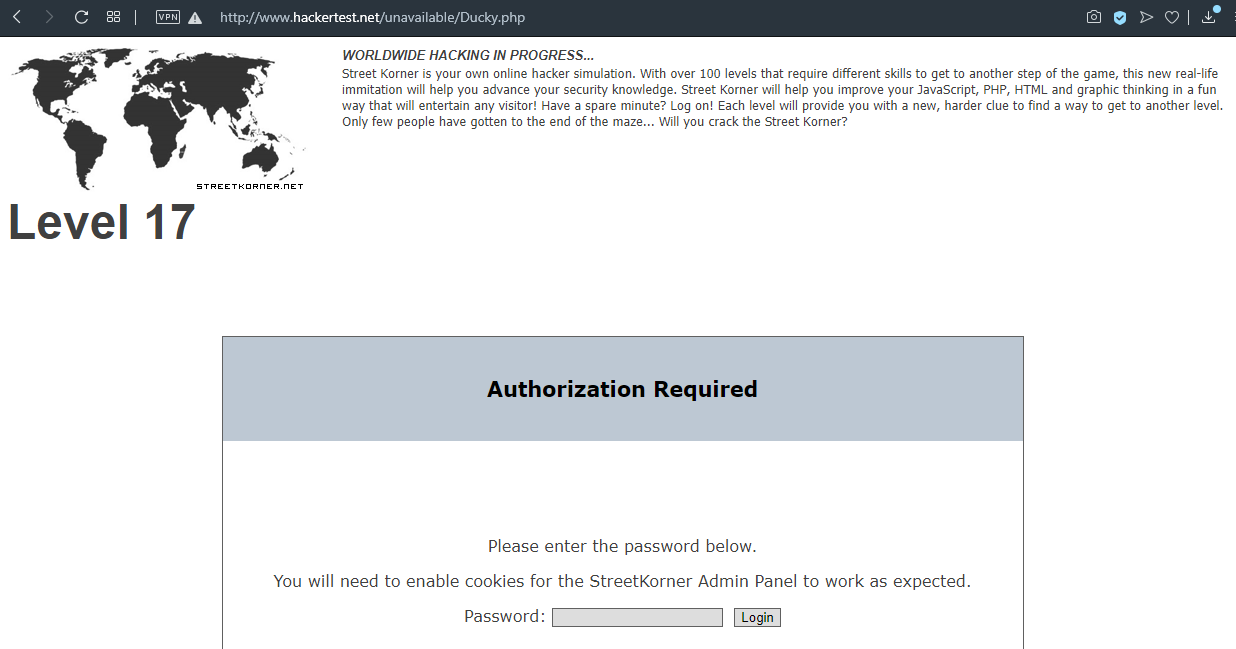 VPN http://www.hackertest.net/unavailable/Ducky.php
WORLDWIDE HACKING IN PROGRESS...
Street Korner is your own online hacker simulation. With over 100 levels that require different skills to get to another step of the game, this new real-life
immitation will help you advance your security knowledge. Street Korner will help you improve your JavaScript, PHP, HTML and graphic thinking in a fun
way that will entertain any visitor! Have a spare minute? Log on! Each level will provide you with a new, harder clue to find a way to get to another level.
Only few people have gotten to the end of the maze... Will you crack the Street Korner?
STREETKORNER.NET
Level 17
Authorization Required
Please enter the password below.
You will need to enable cookies for the StreetKorner Admin Panel to work as expected.
Password: Login